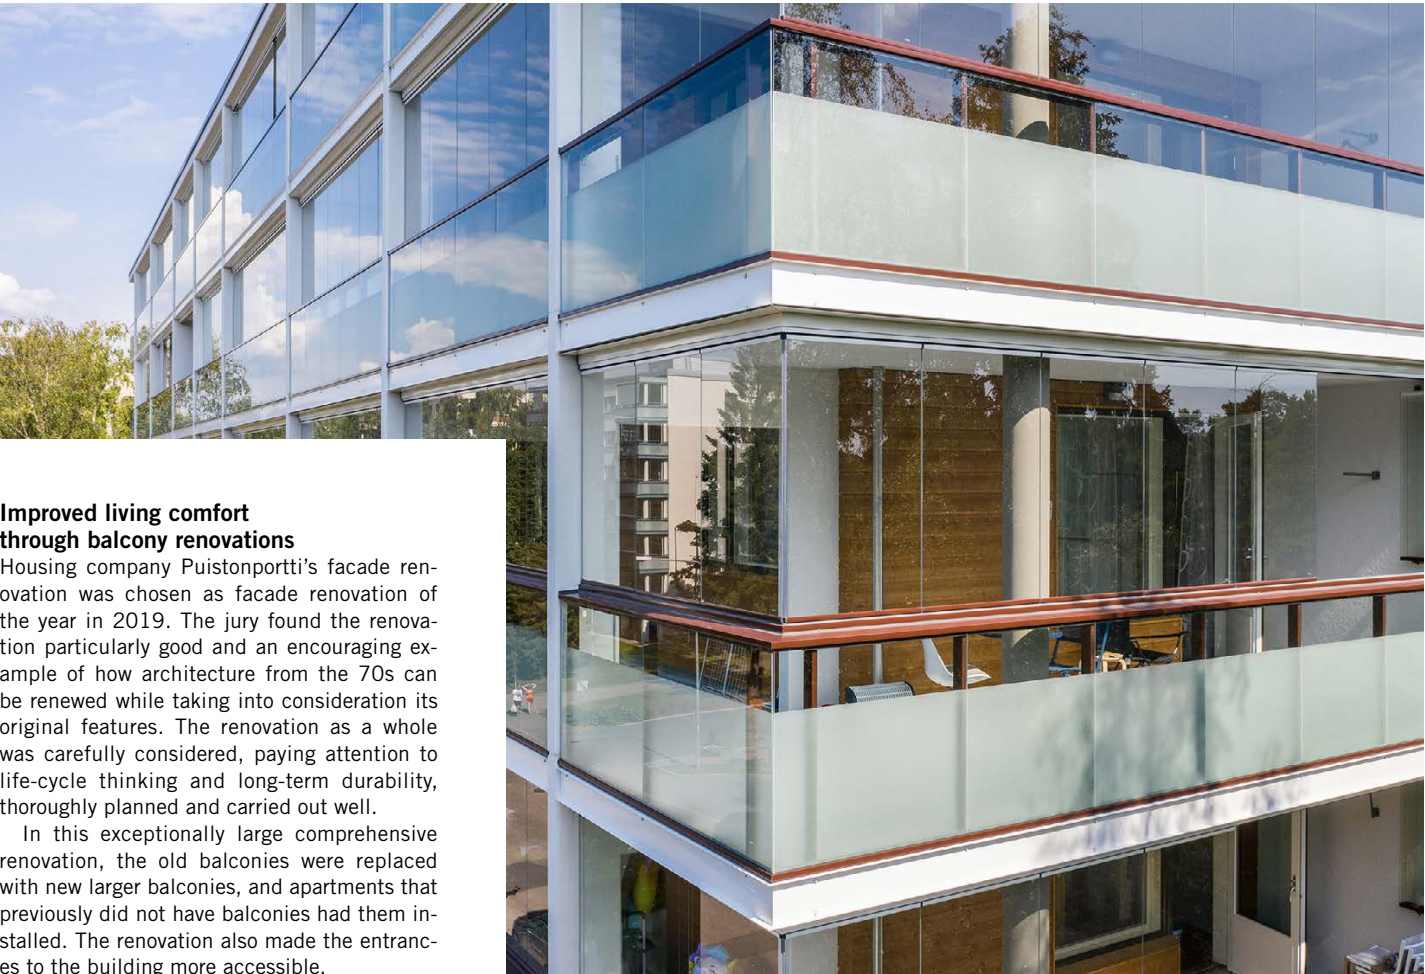 Improved living comfort
through balcony renovations
Housing company Puistonportti's facade ren-
ovation was chosen as facade renovation of
the year in 2019. The jury found the renova-
tion particularly good and an encouraging ex-
ample of how architecture from the 70s can
be renewed while taking into consideration its
original features. The renovation as a whole
was carefully considered, paying attention to
life-cycle thinking and long-term durability,
thoroughly planned and carried out well.
In this exceptionally large comprehensive
renovation, the old balconies were replaced
with new larger balconies, and apartments that
previously did not have balconies had them in-
stalled. The renovation also made the entranc-
es to the building more accessible.